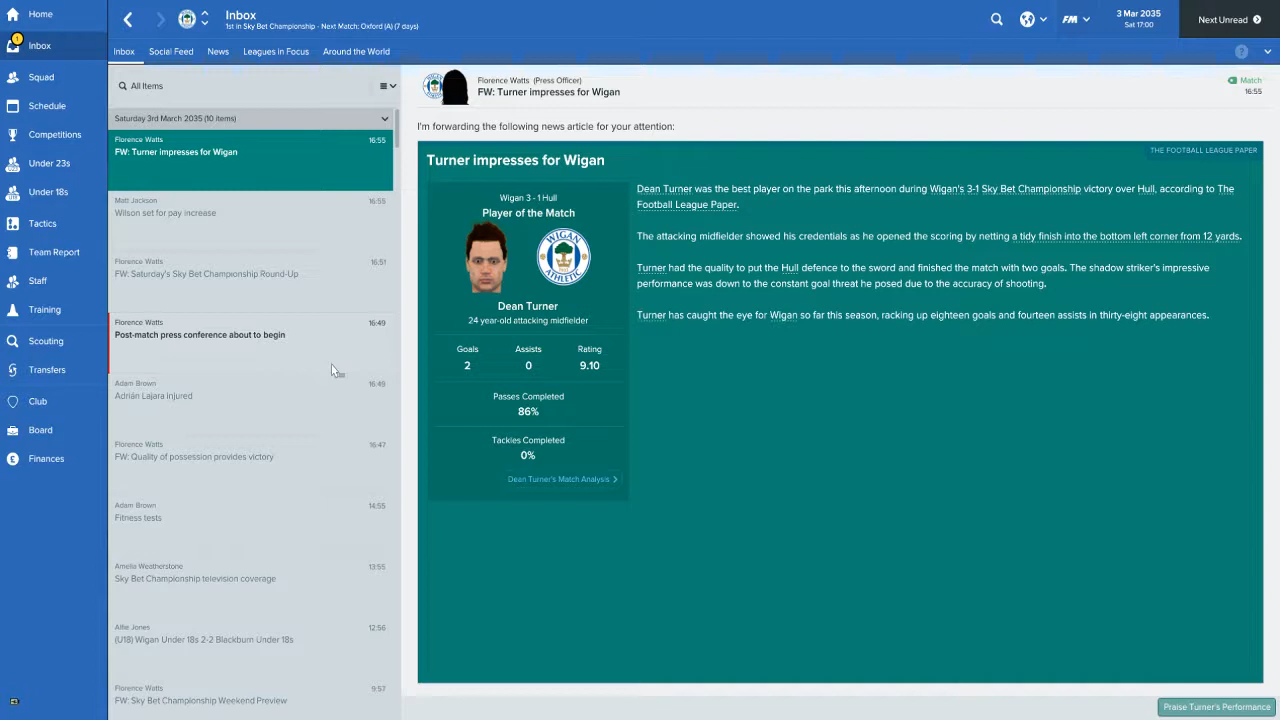 Home
Inbox
1
Squad
Schedule
Competitions
Under 23s
Under 18s
Tactics
Team Report
Staff
Training
Scouting
Transfers
Club
Board
Finances
Inbox
1st in Sky Bet Championship - Next Match: Oxford (A) (7 days)
FM
3 Mar 2035
Sat 17:00
Next Unread
Inbox
Social Feed
News
Leagues in Focus
Around the World
?
All Items
Saturday 3rd March 2035 (10 items)
Florence Watts 16:55
FW: Turner impresses for Wigan
Matt Jackson 16:55
Wilson set for pay increase
Florence Watts 16:51
FW: Saturday's Sky Bet Championship Round-Up
Florence Watts 16:49
Post-match press conference about to begin
Adam Brown 16:49
Adrián Lajara injured
Florence Watts 16:47
FW: Quality of possession provides victory
Adam Brown 14:55
Fitness tests
Amelia Weatherstone 13:55
Sky Bet Championship television coverage
Alfie Jones 12:56
(U18) Wigan Under 18s 2-2 Blackburn Under 18s
Florence Watts 9:57
FW: Sky Bet Championship Weekend Preview
Florence Watts (Press Officer)
FW: Turner impresses for Wigan
Match
16:55
I'm forwarding the following news article for your attention:
THE FOOTBALL LEAGUE PAPER
Turner impresses for Wigan
Wigan 3 - 1 Hull
Player of the Match
WIGAN
ATHLETIC
Dean Turner
24 year-old attacking midfielder
Goals Assists Rating
2 0 9.10
Passes Completed
86%
Tackles Completed
0%
Dean Turner's Match Analysis
Dean Turner was the best player on the park this afternoon during Wigan's 3-1 Sky Bet Championship victory over Hull, according to The
Football League Paper.
The attacking midfielder showed his credentials as he opened the scoring by netting a tidy finish into the bottom left corner from 12 yards.
Turner had the quality to put the Hull defence to the sword and finished the match with two goals. The shadow striker's impressive
performance was down to the constant goal threat he posed due to the accuracy of shooting.
Turner has caught the eye for Wigan so far this season, racking up eighteen goals and fourteen assists in thirty-eight appearances.
Praise Turner's Performance